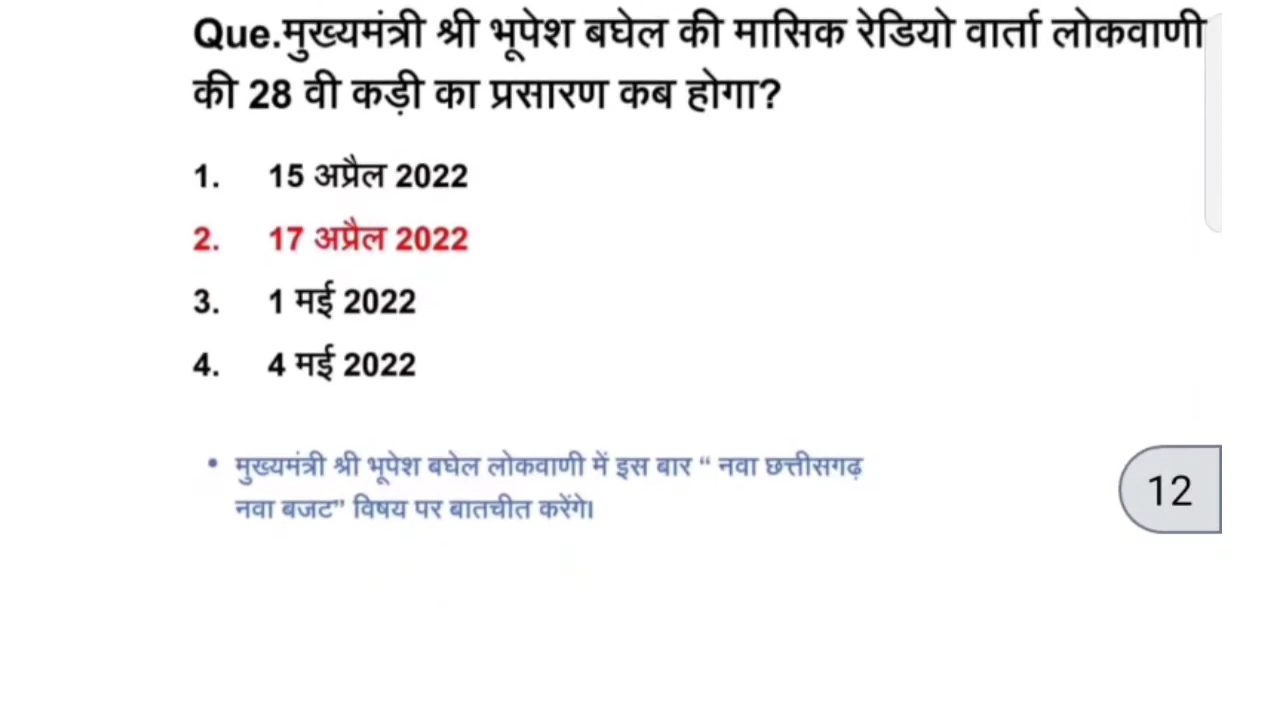 Que.मुख्यमंत्री श्री भूपेश बघेल की मासिक रेडियो वार्ता लोकवाणी
की 28 वी कड़ी का प्रसारण कब होगा?
1. 15 अप्रैल 2022
2. 17 अप्रैल 2022
3. 1 मई 2022
4. 4 मई 2022
• मुख्यमंत्री श्री भूपेश बघेल लोकवाणी में इस बार “ नवा छत्तीसगढ़
नवा बजट” विषय पर बातचीत करेंगे।
12